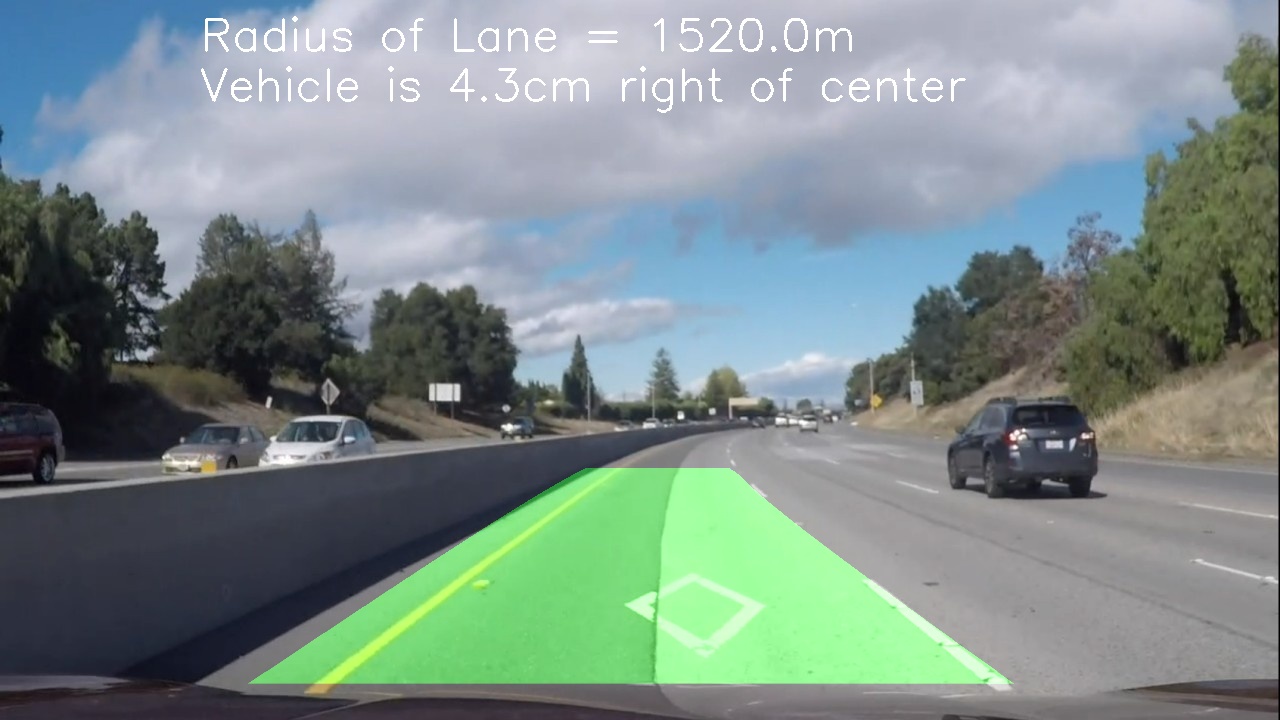 Radius of Lane = 1520.0m
Vehicle is 4.3cm right of center